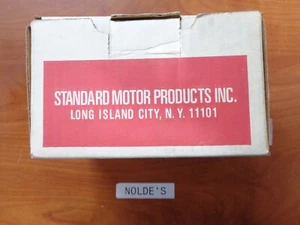 STANDARD MOTOR PRODUCTS INC.
LONG ISLAND CITY, N.Y. 11101
NOLDE'S